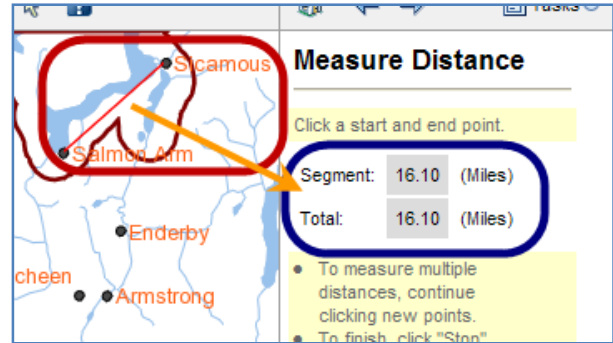 Tasks
Sicamous
Salmon Arm
Enderby
cheen
Armstrong
Measure Distance
Click a start and end point.
Segment: 16.10 (Miles)
Total: 16.10 (Miles)
• To measure multiple
distances, continue
clicking new points.
• To finish, click "Stop"